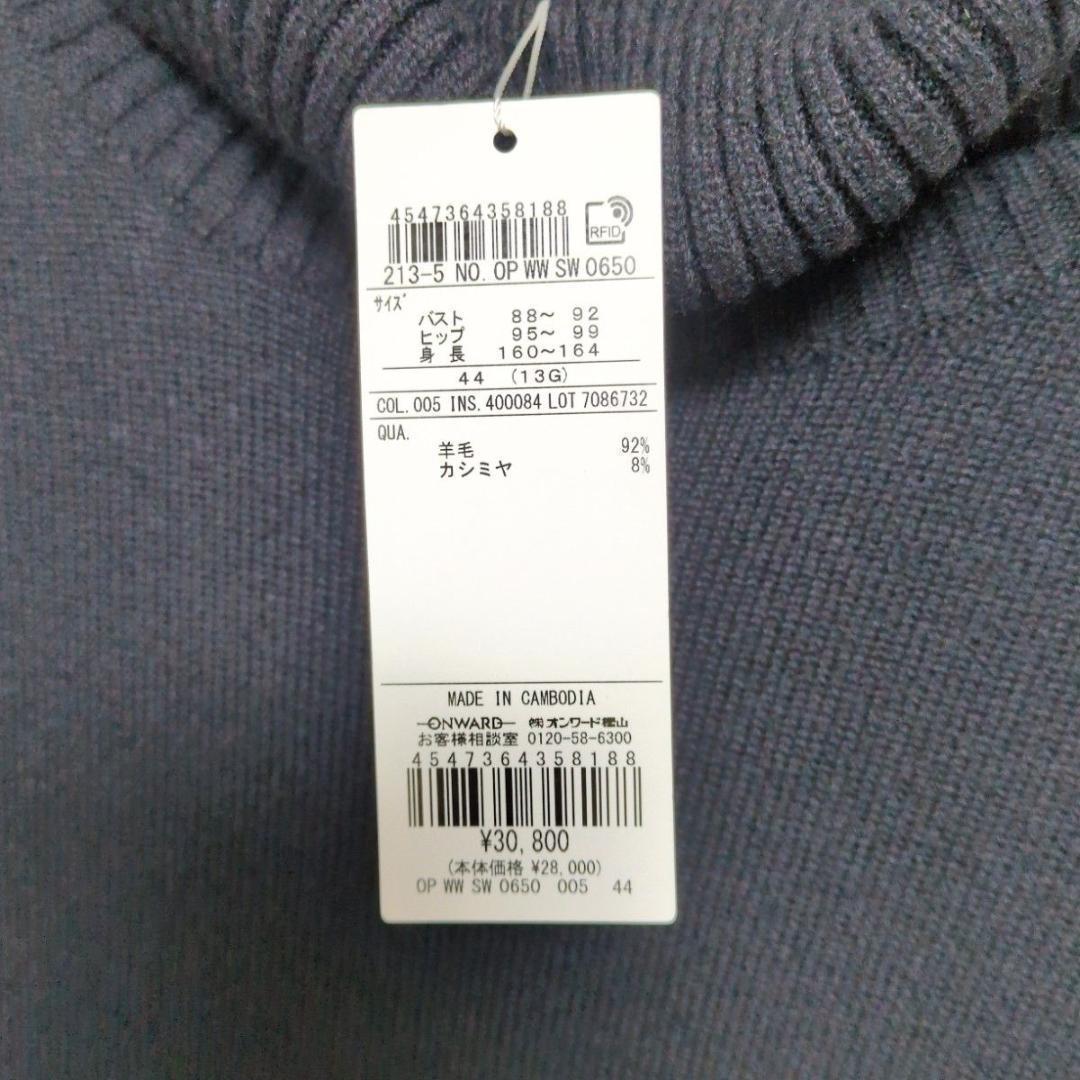 4547364358188
RFID
213-5 NO. OP WW SW 0650
サイズ
バスト 88～ 92
ヒップ 95～ 99
身 長 160～164
44 (13G)
COL. 005 INS. 400084 LOT 7086732
QUA.
羊毛 92%
カシミヤ 8%
MADE IN CAMBODIA
ONWARD ㈱オンワード樫山
お客様相談室 0120-58-6300
4547364358188
¥30,800
(本体価格 ¥28,000)
OP WW SW 0650 005 44